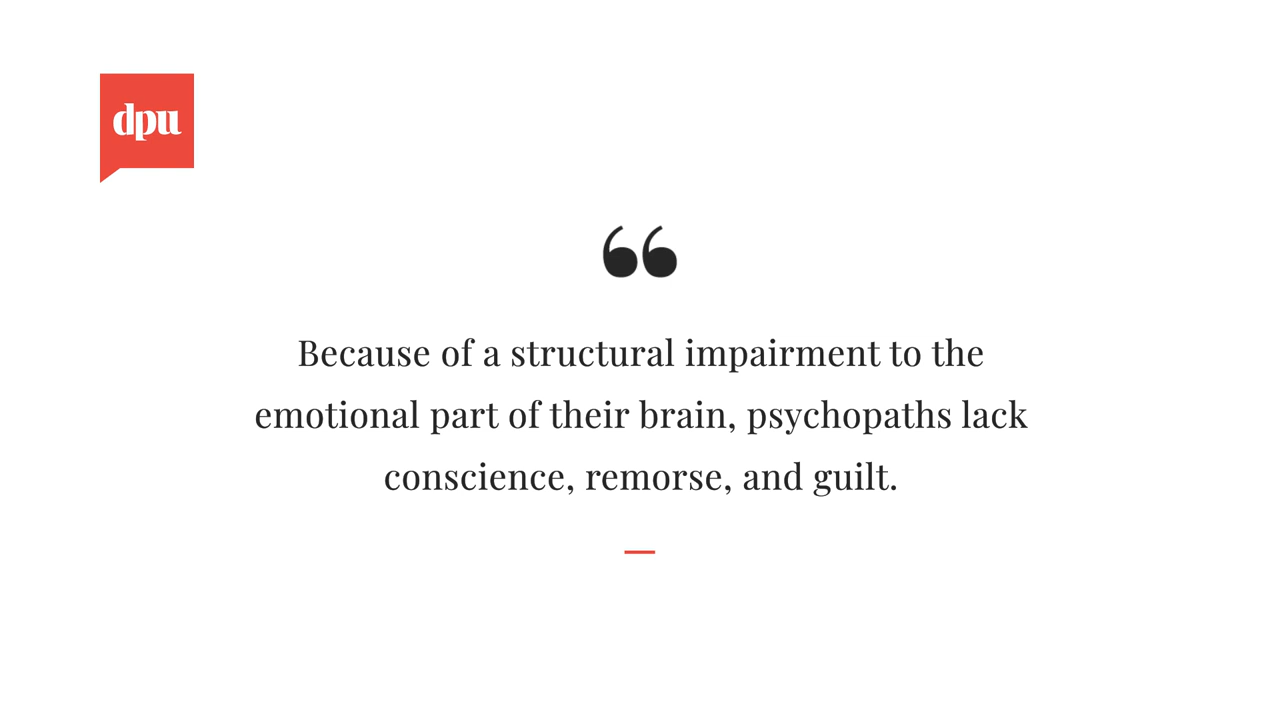 dpu
“
Because of a structural impairment to the
emotional part of their brain, psychopaths lack
conscience, remorse, and guilt.